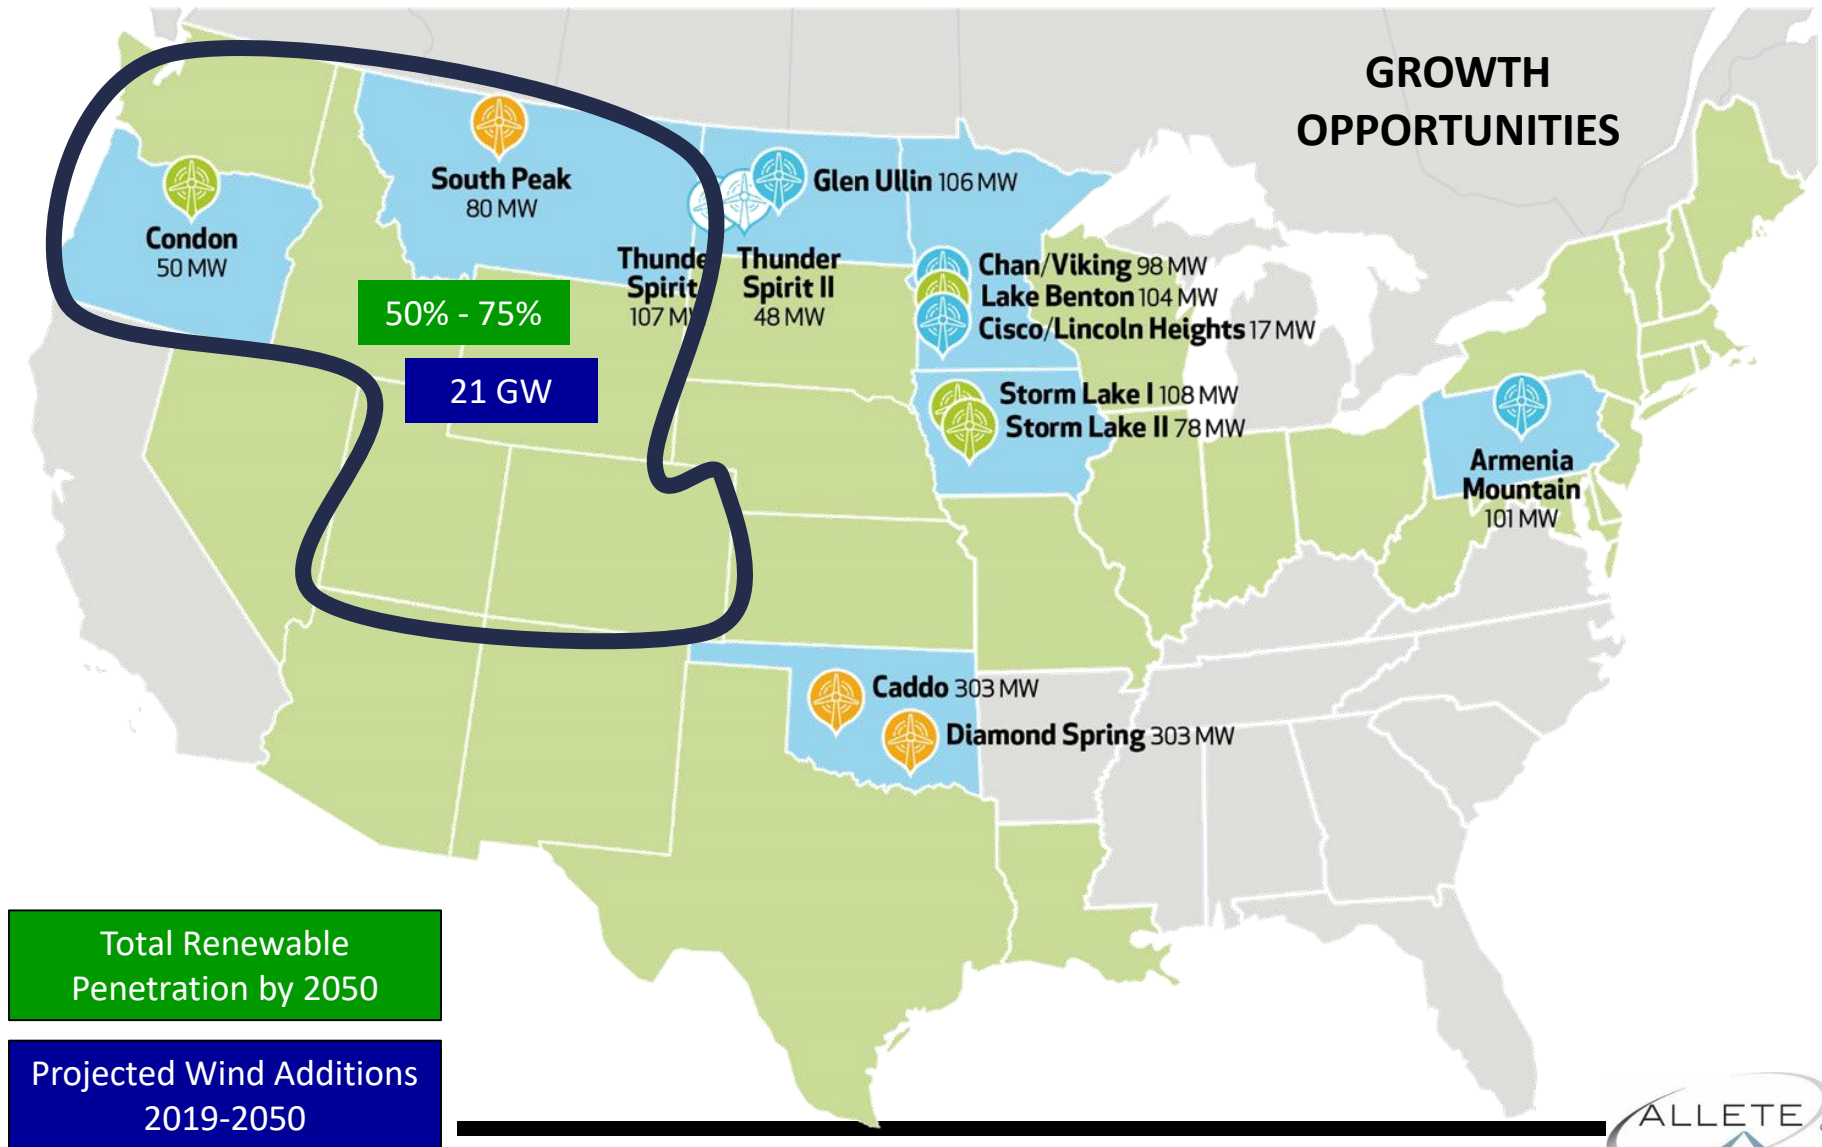 GROWTH
OPPORTUNITIES
South Peak
80 MW
Glen Ullin 106 MW
Condon
50 MW
Thunder
Spirit II
48 MW
Spirit
107
Chan/Viking 98 MW
Lake Benton 104 MW
Cisco/Lincoln Heights 17 MW
50% - 75%
21 GW
Storm Lake I 108 MW
Storm Lake II 78 MW
Armenia
Mountain
101 MW
Caddo 303 MW
Diamond Spring 303 MW
Total Renewable
Penetration by 2050
Projected Wind Additions
2019-2050
ALLETE